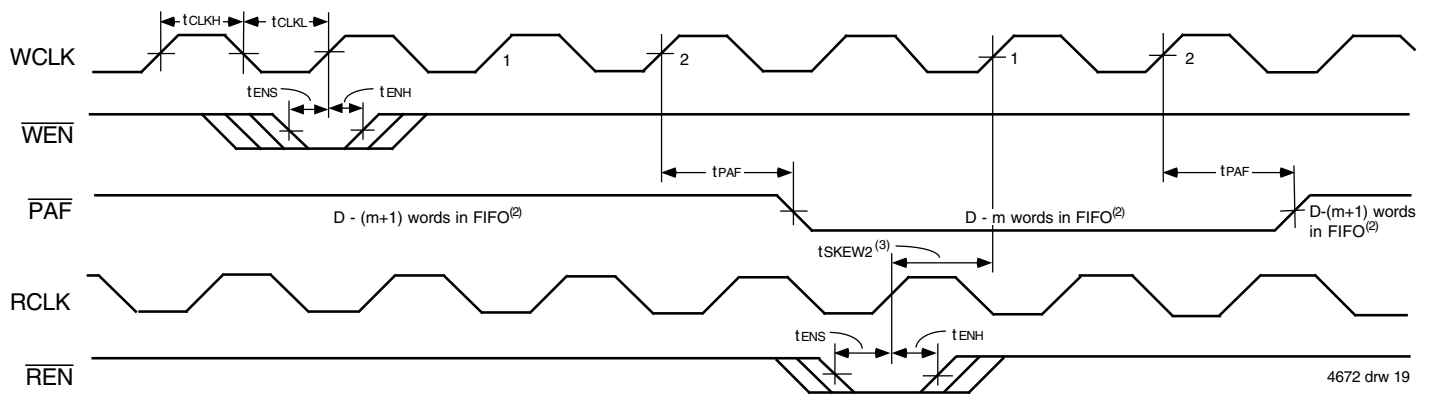 tCLKH
tCLKL
WCLK
1
2
1
2
tENS
tENH
WEN
tPAF
tPAF
PAF
D - (m+1) words in FIFO(2)
D - m words in FIFO(2)
D-(m+1) words
in FIFO(2)
tSKEW2(3)
RCLK
tENS
tENH
REN
4672 drw 19